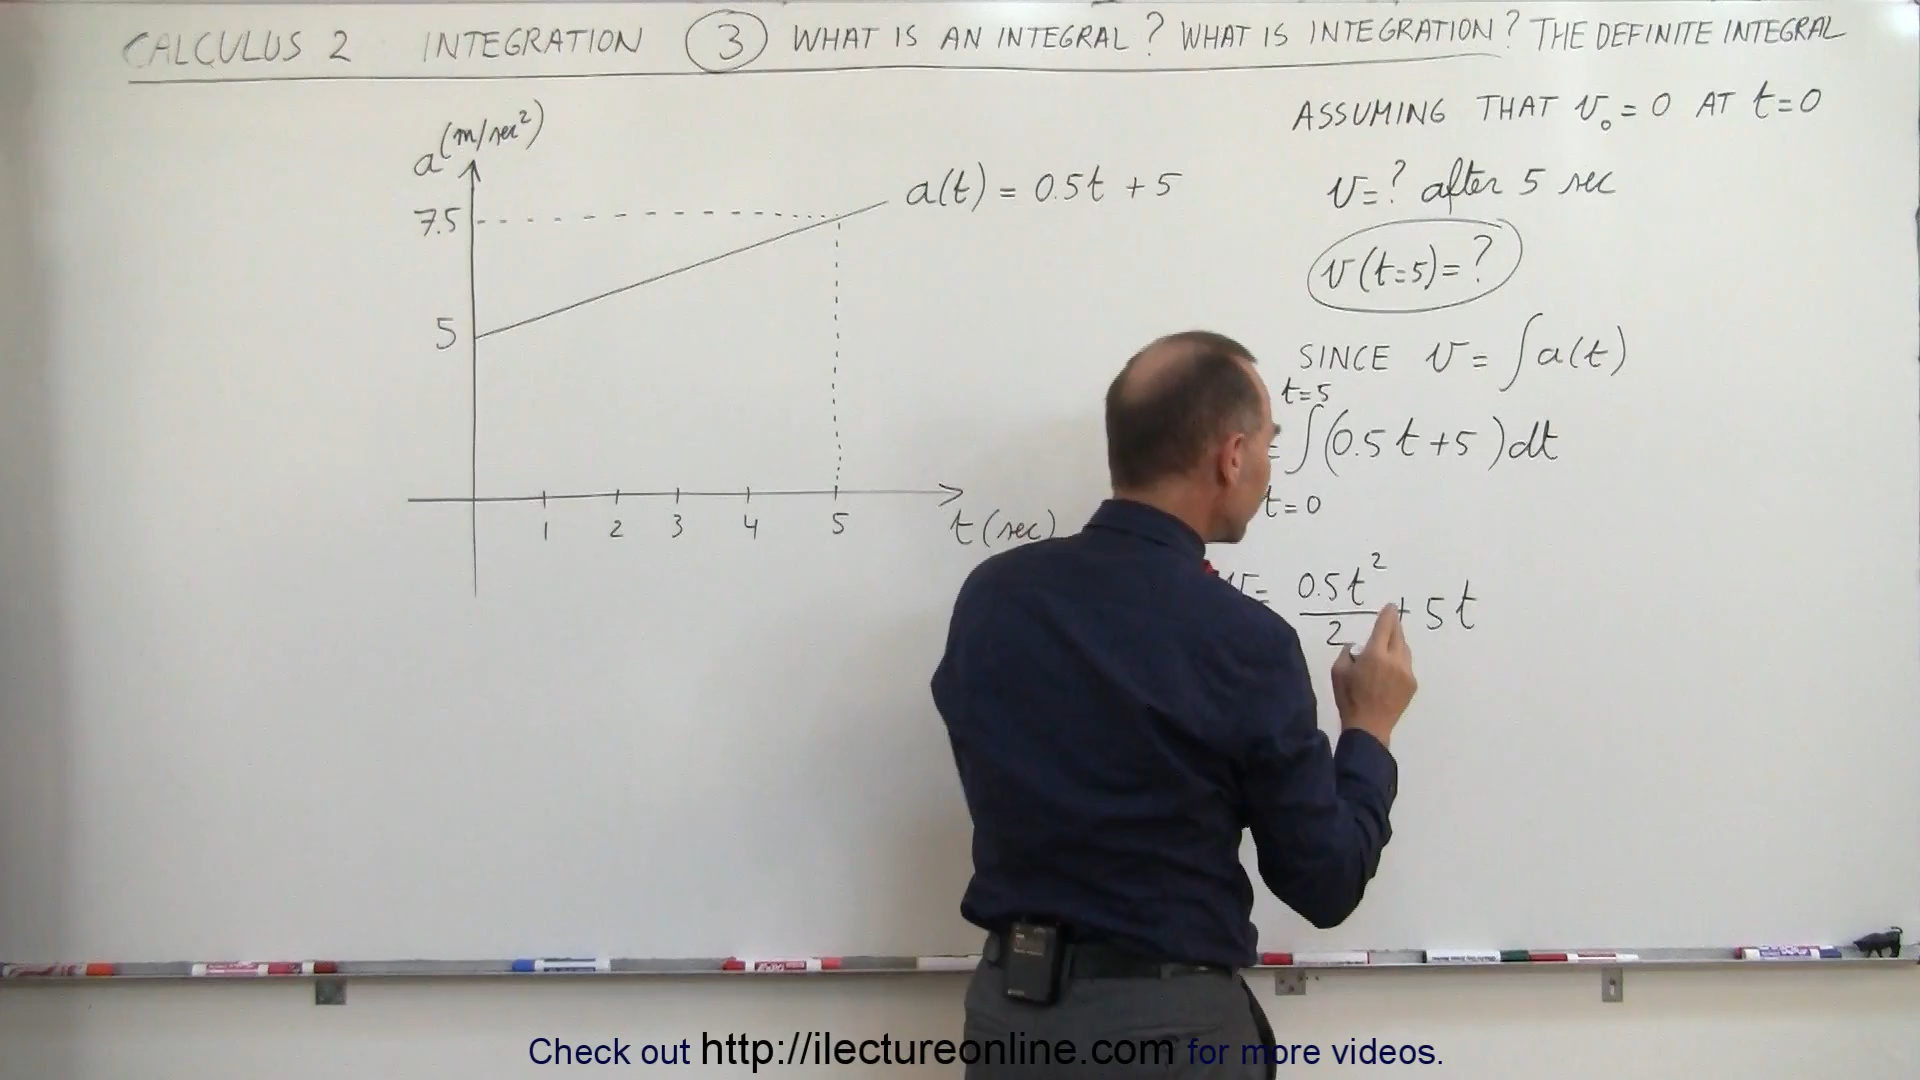 CALCULUS 2 INTEGRATION 3 WHAT IS AN INTEGRAL? WHAT IS INTEGRATION? THE DEFINITE INTEGRAL
a (m/sec²)
7.5
5
1 2 3 4 5
t (sec)
a(t) = 0.5t + 5
ASSUMING THAT v₀ = 0 AT t=0
v=? after 5 sec
v(t=5)=?
SINCE v = ∫a(t)
t=5
= ∫(0.5t+5)dt
t=0
v= 0.5t²/2 + 5t
Check out http://ilectureonline.com for more videos.